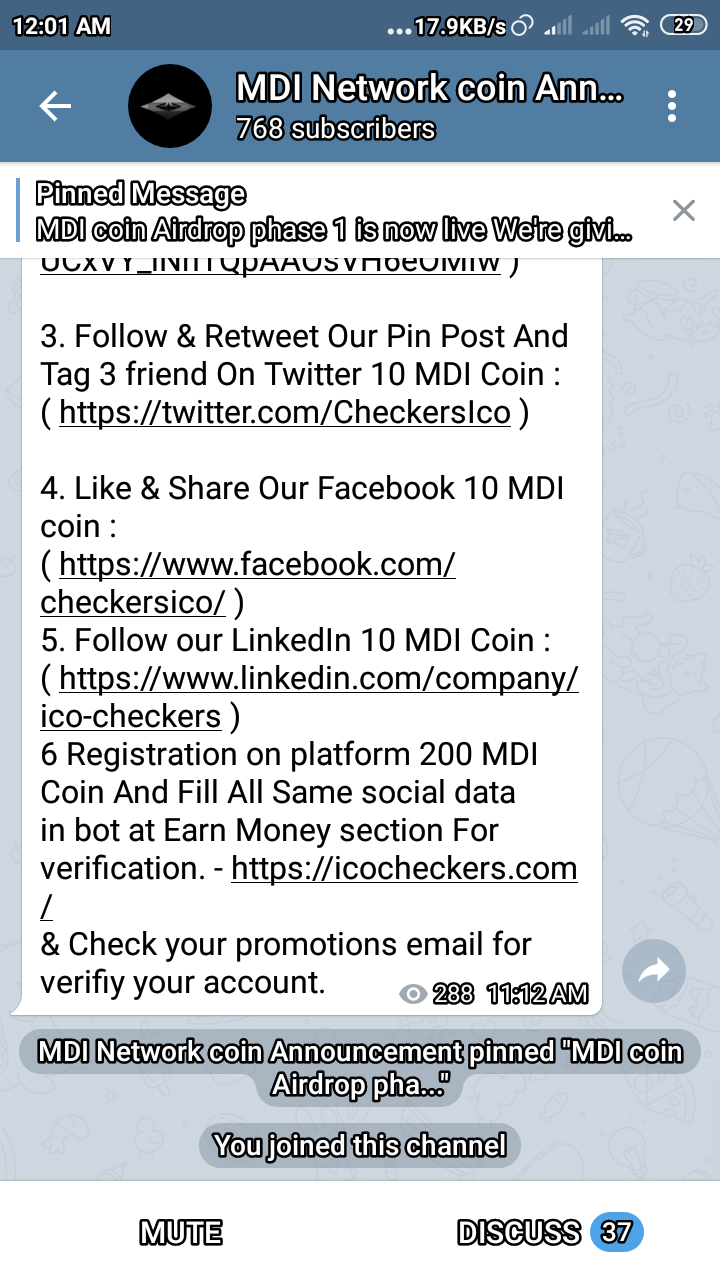 12:01 AM
...17.9KB/s
29
MDI Network coin Ann...
768 subscribers
Pinned Message
MDI coin Airdrop phase 1 is now live We're givi...
3. Follow & Retweet Our Pin Post And
Tag 3 friend On Twitter 10 MDI Coin :
( https://twitter.com/CheckersIco )
4. Like & Share Our Facebook 10 MDI
coin :
( https://www.facebook.com/
checkersico/ )
5. Follow our LinkedIn 10 MDI Coin :
( https://www.linkedin.com/company/
ico-checkers )
6 Registration on platform 200 MDI
Coin And Fill All Same social data
in bot at Earn Money section For
verification. - https://icocheckers.com
/
& Check your promotions email for
verifiy your account.
288 11:12 AM
MDI Network coin Announcement pinned "MDI coin
Airdrop pha..."
You joined this channel
MUTE
DISCUSS 37